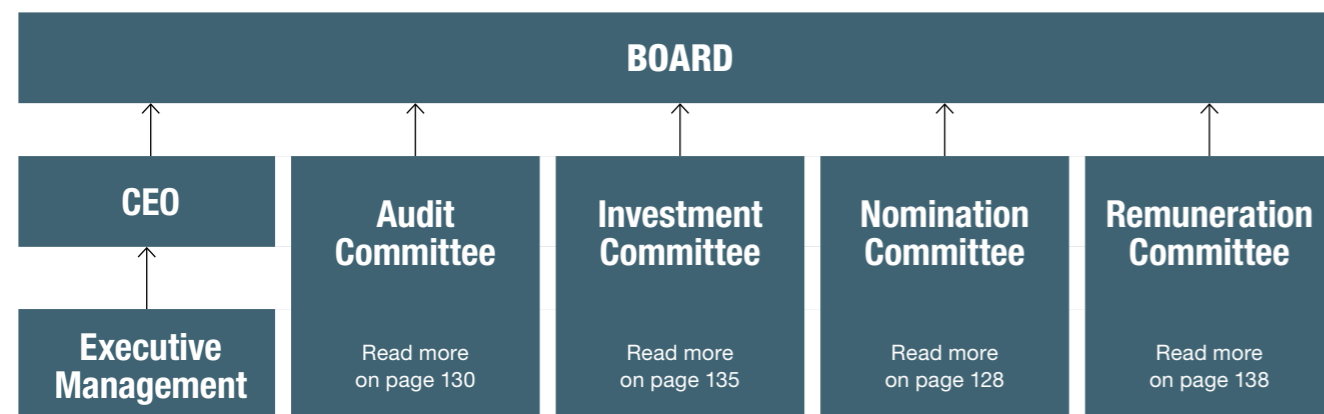 BOARD
CEO
Executive
Management
Audit
Committee
Read more
on page 130
Investment
Committee
Read more
on page 135
Nomination
Committee
Read more
on page 128
Remuneration
Committee
Read more
on page 138